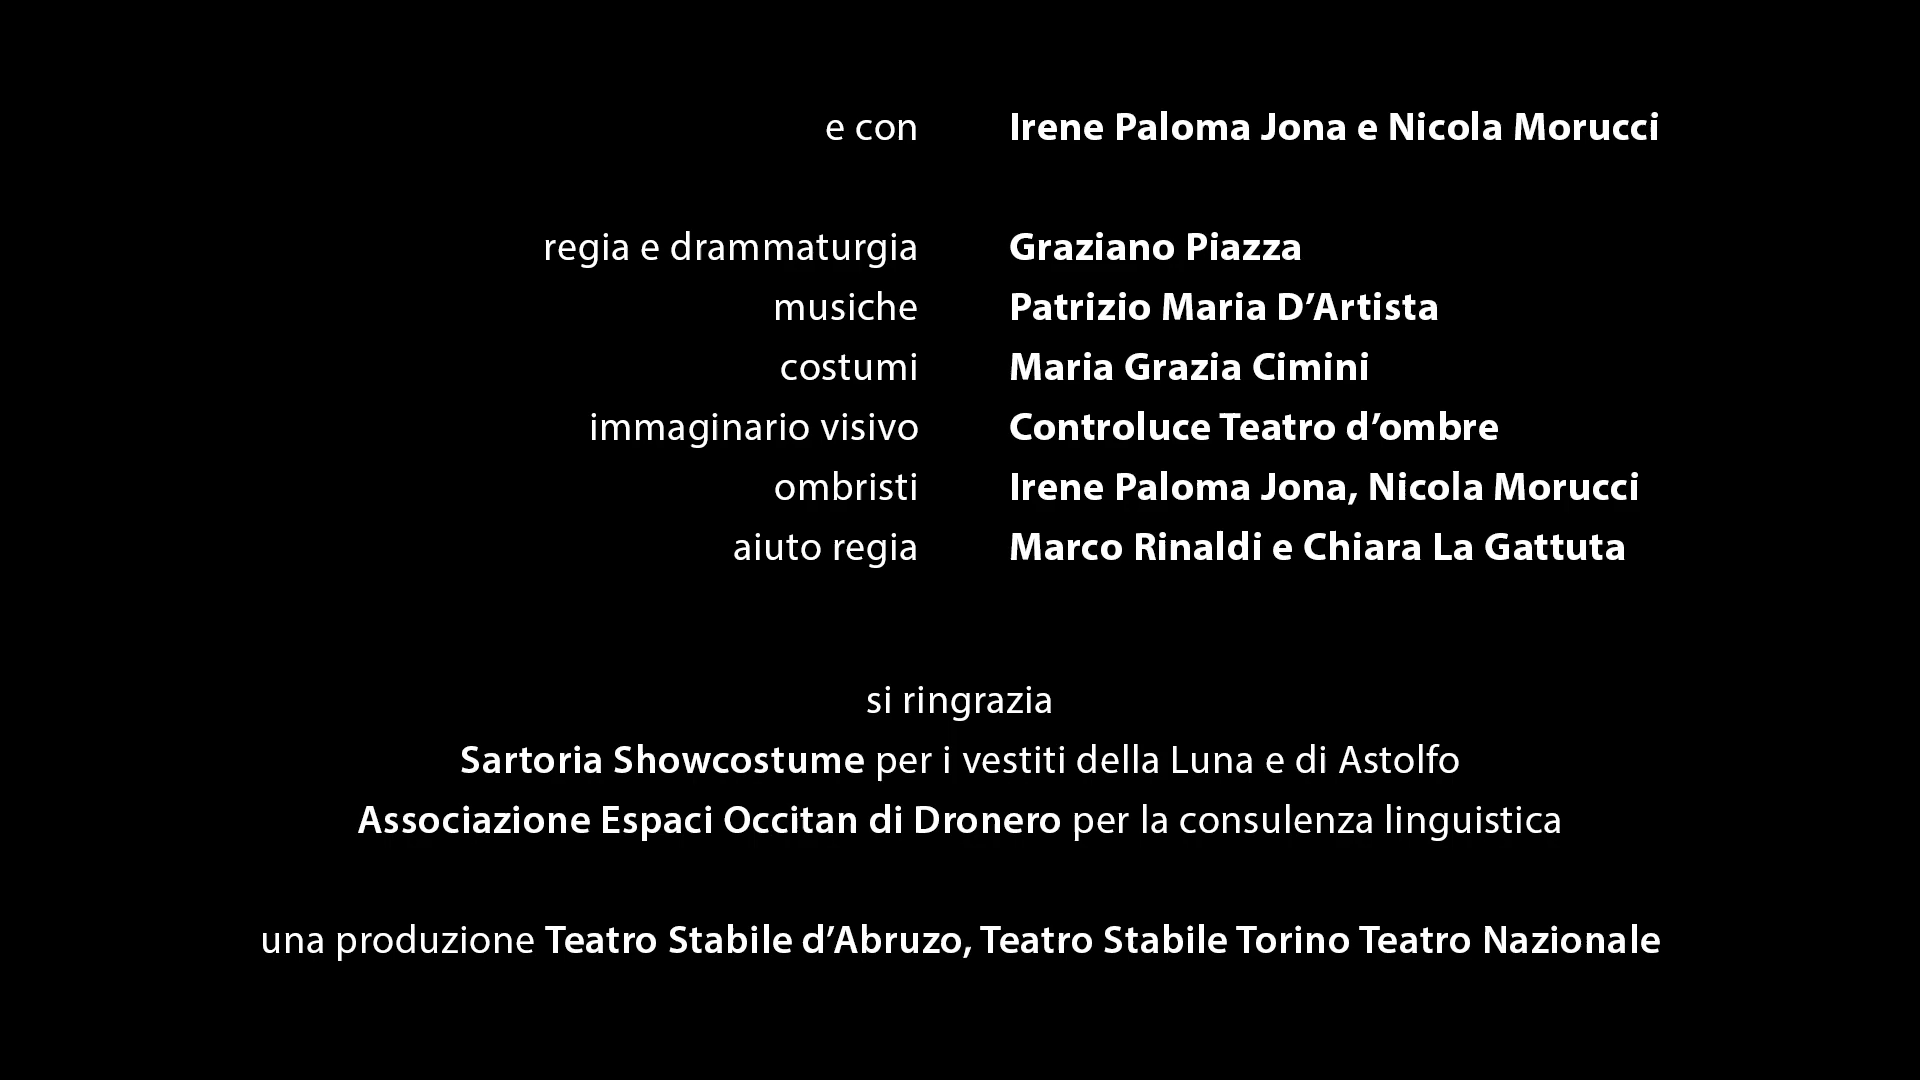 e con Irene Paloma Jona e Nicola Morucci
regia e drammaturgia Graziano Piazza
musiche Patrizio Maria D’Artista
costumi Maria Grazia Cimini
immaginario visivo Controluce Teatro d’ombre
ombristi Irene Paloma Jona, Nicola Morucci
aiuto regia Marco Rinaldi e Chiara La Gattuta
si ringrazia
Sartoria Showcostume per i vestiti della Luna e di Astolfo
Associazione Espaci Occitan di Dronero per la consulenza linguistica
una produzione Teatro Stabile d’Abruzo, Teatro Stabile Torino Teatro Nazionale